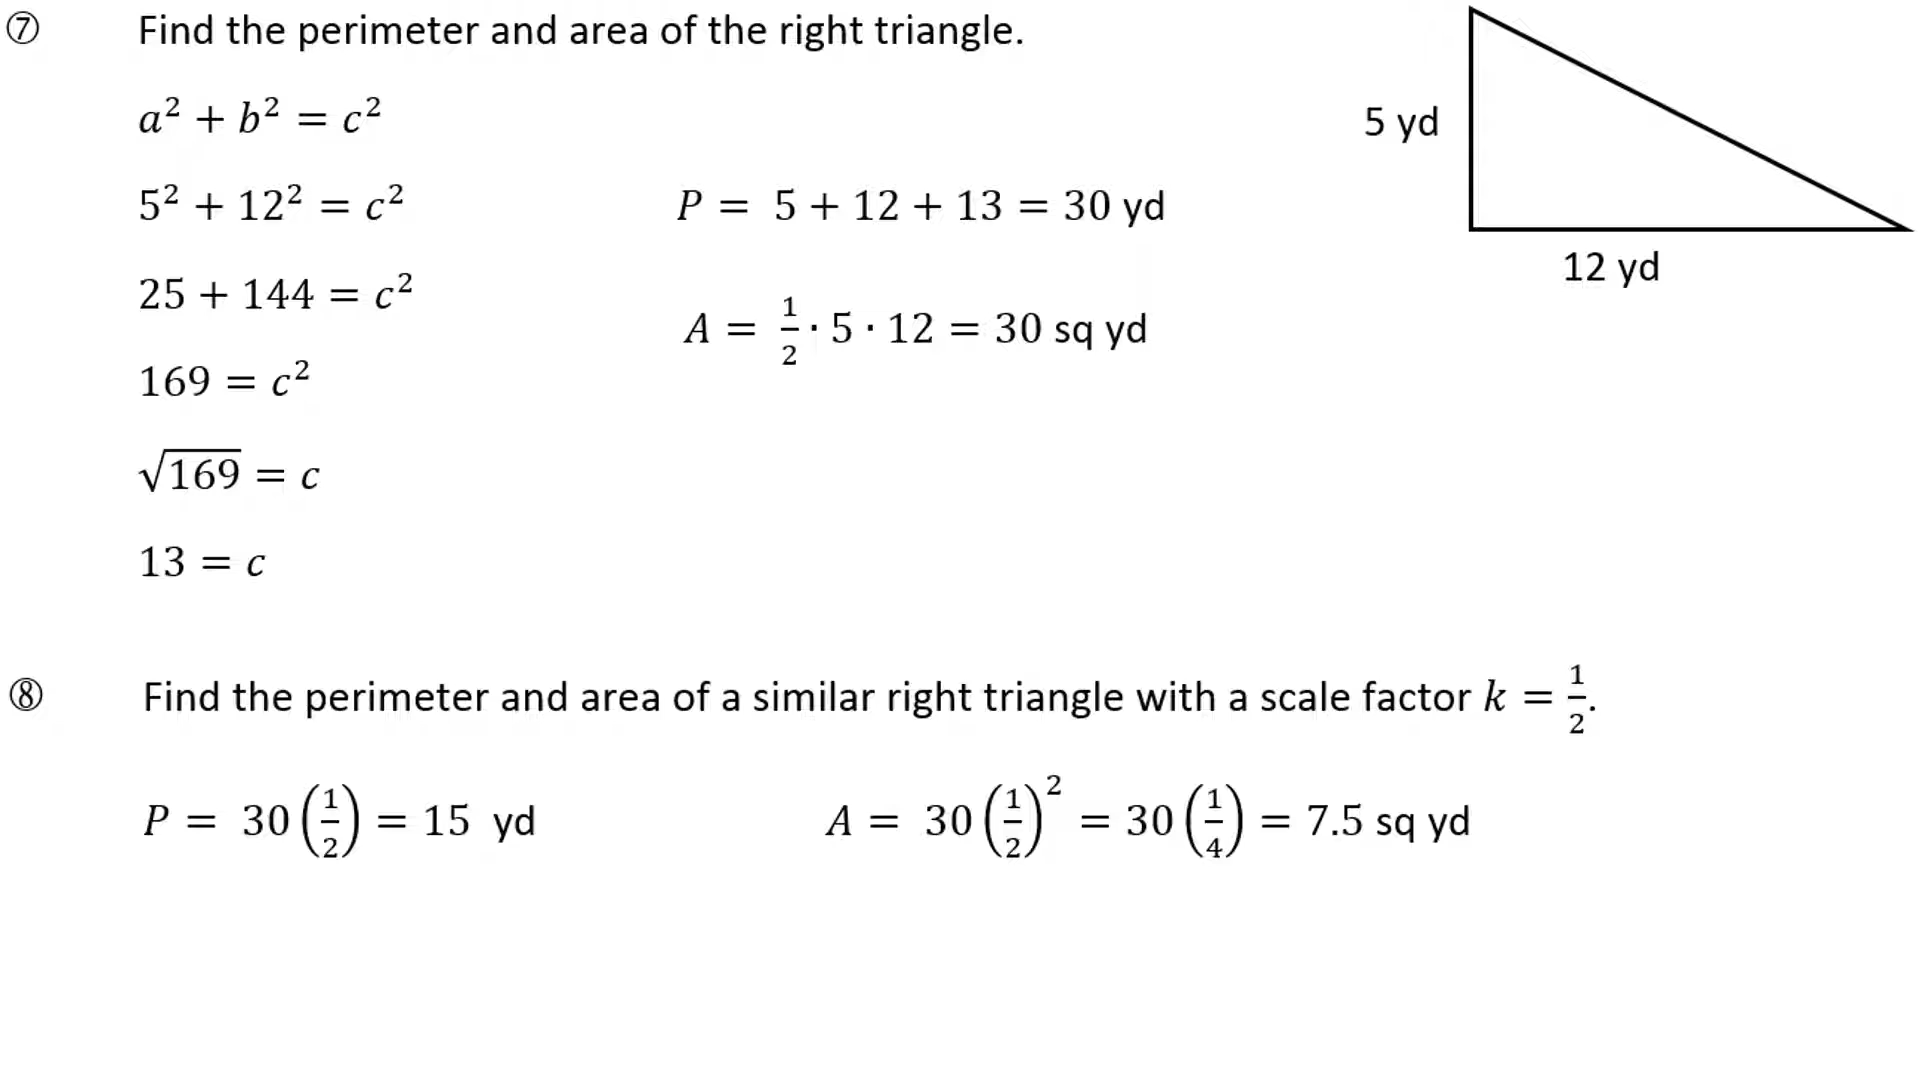 ⑦ Find the perimeter and area of the right triangle.
a² + b² = c²
5 yd
5² + 12² = c²
P = 5 + 12 + 13 = 30 yd
12 yd
25 + 144 = c²
A = 1/2 · 5 · 12 = 30 sq yd
169 = c²
√169 = c
13 = c
⑧ Find the perimeter and area of a similar right triangle with a scale factor k = 1/2.
P = 30(1/2) = 15 yd
A = 30(1/2)² = 30(1/4) = 7.5 sq yd